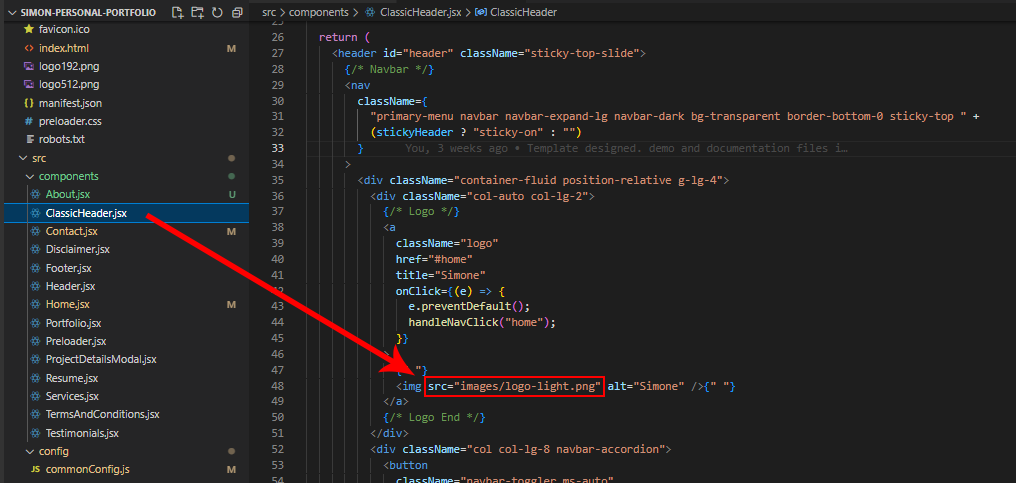 SIMON-PERSONAL-PORTFOLIO
favicon.ico
index.html M
logo192.png
logo512.png
{} manifest.json
# preloader.css
robots.txt
src
components
About.jsx U
ClassicHeader.jsx
Contact.jsx M
Disclaimer.jsx
Footer.jsx
Header.jsx
Home.jsx M
Portfolio.jsx
Preloader.jsx
ProjectDetailsModal.jsx
Resume.jsx
Services.jsx
TermsAndConditions.jsx
Testimonials.jsx
config
JS commonConfig.js M
src > components > ClassicHeader.jsx > ClassicHeader
25
26 return (
27 <header id="header" className="sticky-top-slide">
28 {/* Navbar */}
29 <nav
30 className={
31 "primary-menu navbar navbar-expand-lg navbar-dark bg-transparent border-bottom-0 sticky-top " +
32 (stickyHeader ? "sticky-on" : "")
33 } You, 3 weeks ago • Template designed. demo and documentation files i…
34 >
35 <div className="container-fluid position-relative g-lg-4">
36 <div className="col-auto col-lg-2">
37 {/* Logo */}
38 <a
39 className="logo"
40 href="#home"
41 title="Simone"
42 onClick={(e) => {
43 e.preventDefault();
44 handleNavClick("home");
45 }}
46 >
47 {" "}
48 <img src="images/logo-light.png" alt="Simone" />{" "}
49 </a>
50 {/* Logo End */}
51 </div>
52 <div className="col col-lg-8 navbar-accordion">
53 <button
54 className="navbar-toggler ms-auto"